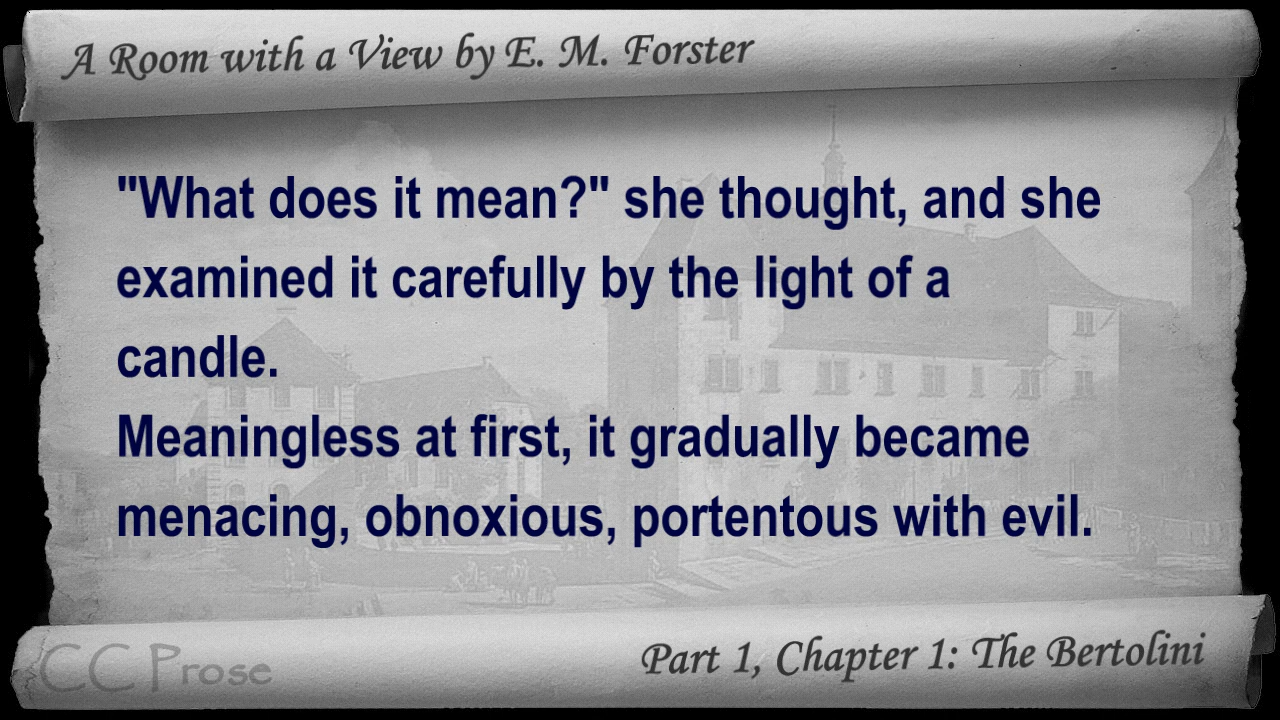 A Room with a View by E. M. Forster
"What does it mean?" she thought, and she
examined it carefully by the light of a
candle.
Meaningless at first, it gradually became
menacing, obnoxious, portentous with evil.
CC Prose
Part 1, Chapter 1: The Bertolini